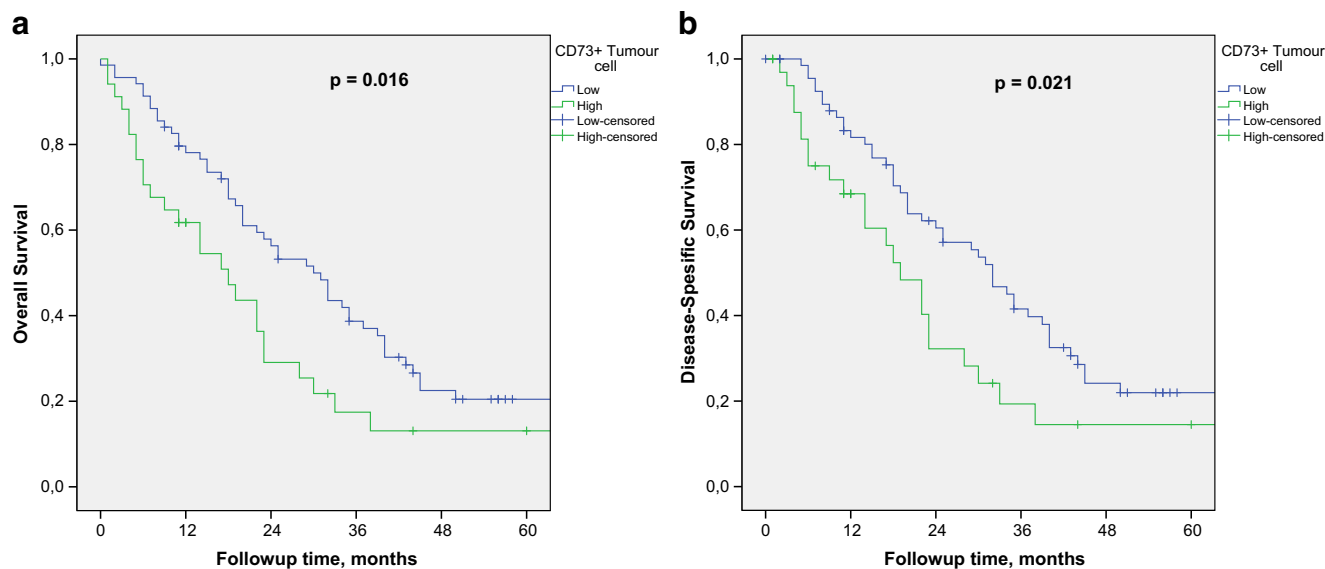 a
Overall Survival
1,0
0,8
0,6
0,4
0,2
0,0
p = 0.016
0 12 24 36 48 60
Followup time, months
CD73+ Tumour
cell
Low
High
Low-censored
High-censored
b
Disease-Spesific Survival
1,0
0,8
0,6
0,4
0,2
0,0
p = 0.021
0 12 24 36 48 60
Followup time, months
CD73+ Tumour
cell
Low
High
Low-censored
High-censored